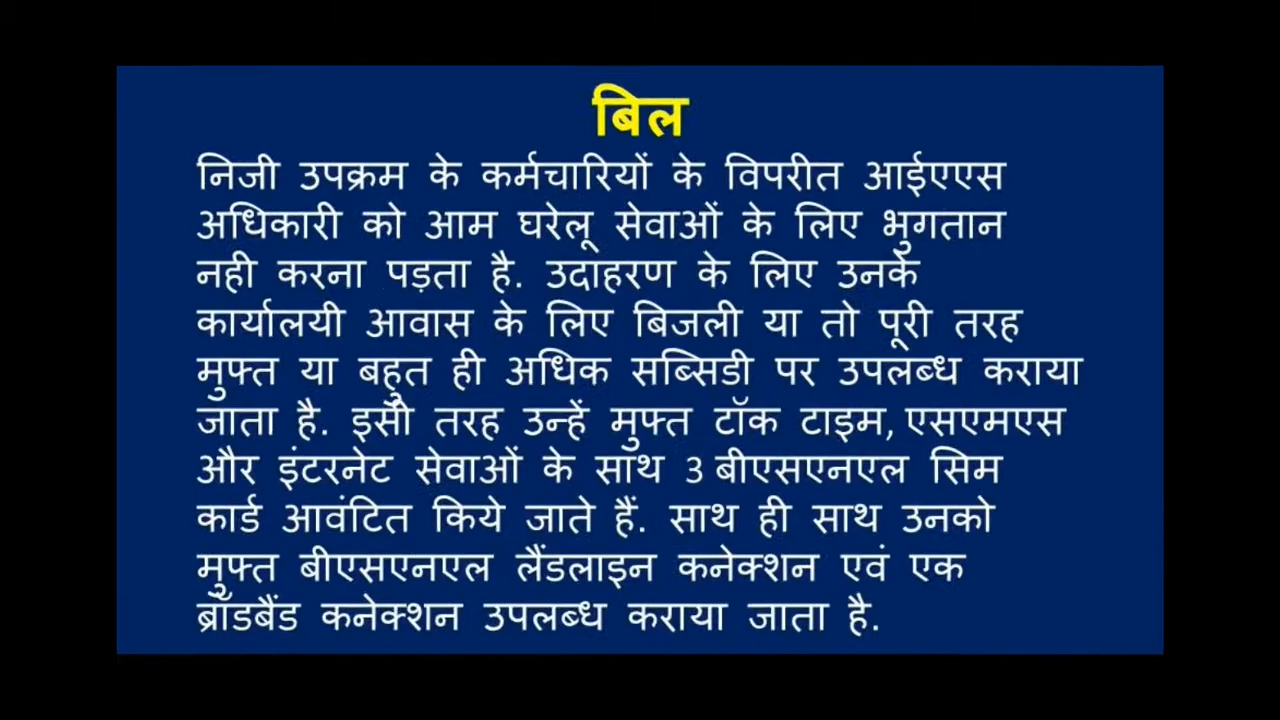 बिल
निजी उपक्रम के कर्मचारियों के विपरीत आईएएस
अधिकारी को आम घरेलू सेवाओं के लिए भुगतान
नही करना पड़ता है. उदाहरण के लिए उनके
कार्यालयी आवास के लिए बिजली या तो पूरी तरह
मुफ्त या बहुत ही अधिक सब्सिडी पर उपलब्ध कराया
जाता है. इसी तरह उन्हें मुफ्त टॉक टाइम, एसएमएस
और इंटरनेट सेवाओं के साथ 3 बीएसएनएल सिम
कार्ड आवंटित किये जाते हैं. साथ ही साथ उनको
मुफ्त बीएसएनएल लैंडलाइन कनेक्शन एवं एक
ब्रॉडबैंड कनेक्शन उपलब्ध कराया जाता है.